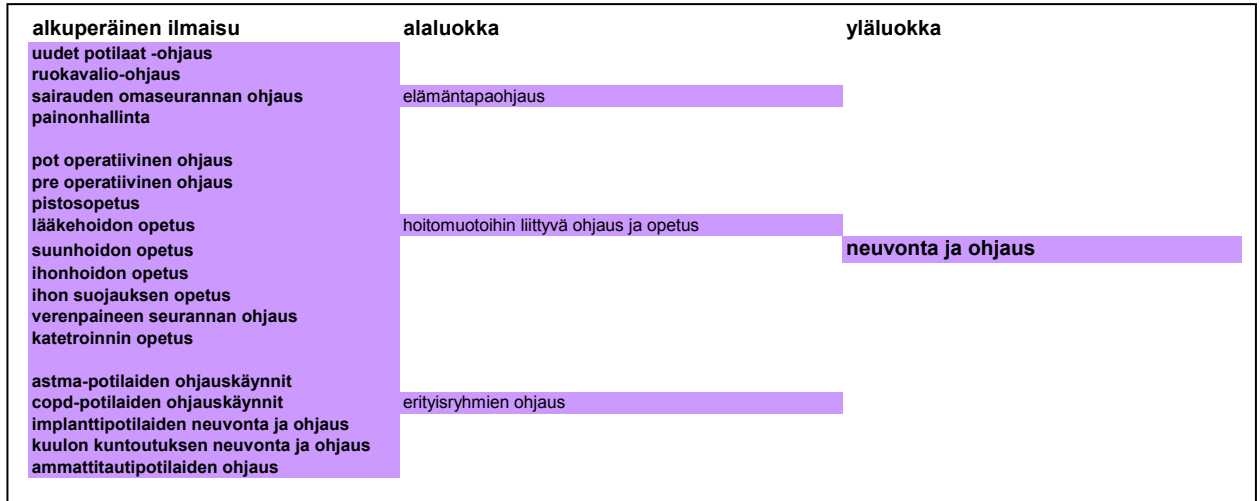 alkuperäinen ilmaisu alaluokka yläluokka
uudet potilaat -ohjaus
ruokavalio-ohjaus
sairauden omaseurannan ohjaus elämäntapaohjaus
painonhallinta
pot operatiivinen ohjaus
pre operatiivinen ohjaus
pistosopetus
lääkehoidon opetus hoitomuotoihin liittyvä ohjaus ja opetus
suunhoidon opetus neuvonta ja ohjaus
ihonhoidon opetus
ihon suojauksen opetus
verenpaineen seurannan ohjaus
katetroinnin opetus
astma-potilaiden ohjauskäynnit
copd-potilaiden ohjauskäynnit erityisryhmien ohjaus
implanttipotilaiden neuvonta ja ohjaus
kuulon kuntoutuksen neuvonta ja ohjaus
ammattitautipotilaiden ohjaus